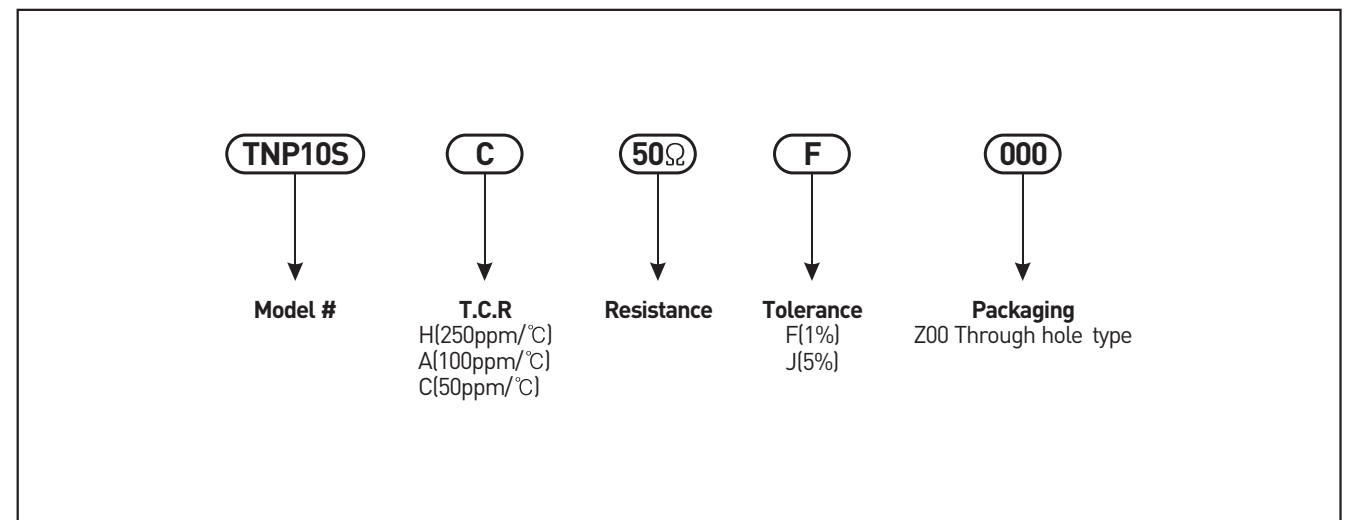 TNP10S C 50Ω F 000
Model # T.C.R Resistance Tolerance Packaging
H(250ppm/℃) F(1%) Z00 Through hole type
A(100ppm/℃) J(5%)
C(50ppm/℃)